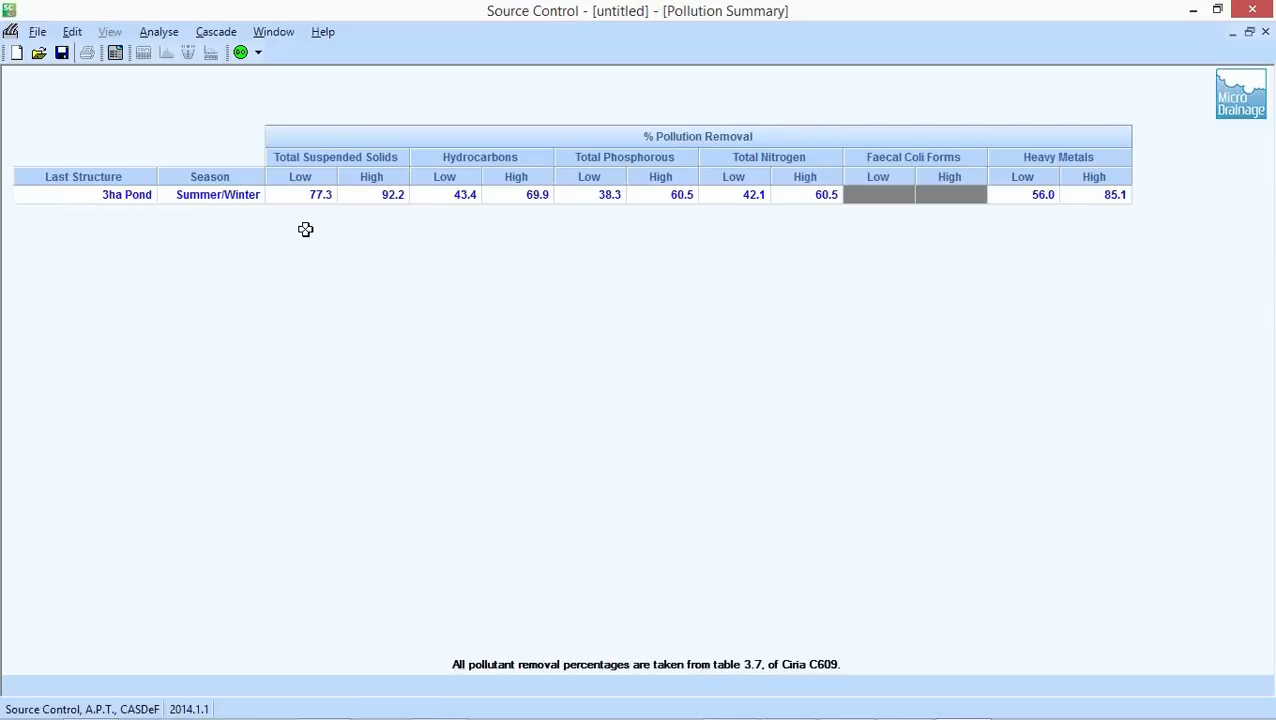 SC
Source Control - [untitled] - [Pollution Summary]
File Edit View Analyse Cascade Window Help
Micro Drainage
% Pollution Removal
Total Suspended Solids Hydrocarbons Total Phosphorous Total Nitrogen Faecal Coli Forms Heavy Metals
Last Structure Season Low High Low High Low High Low High Low High Low High
3ha Pond Summer/Winter 77.3 92.2 43.4 69.9 38.3 60.5 42.1 60.5 56.0 85.1
All pollutant removal percentages are taken from table 3.7, of Ciria C609.
Source Control, A.P.T., CASDeF 2014.1.1